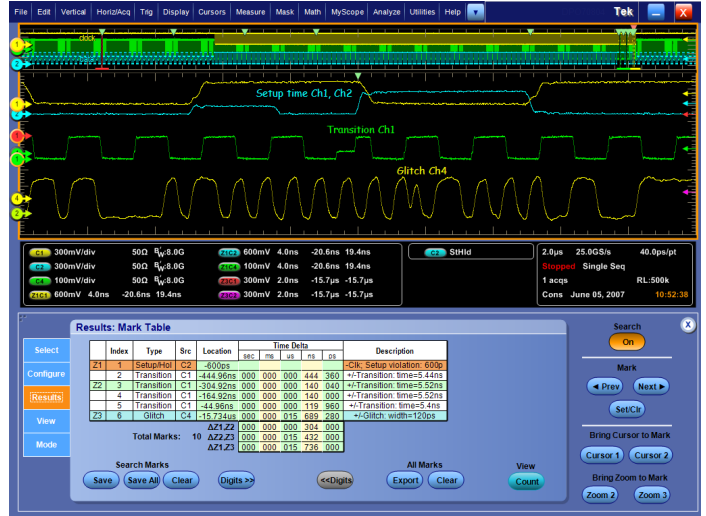 File Edit Vertical Horiz/Acq Trig Display Cursors Measure Mask Math MyScope Analyze Utilities Help Tek X
clock
1
2
Setup time Ch1, Ch2
1
2
Transition Ch1
1
1
Glitch Ch4
4
2
C1 300mV/div 50Ω BW:8.0G Z1C2 600mV 4.0ns -20.6ns 19.4ns C2 StHld 2.0µs 25.0GS/s 40.0ps/pt
C2 300mV/div 50Ω BW:8.0G Z1C4 100mV 4.0ns -20.6ns 19.4ns Stopped Single Seq
C4 100mV/div 50Ω BW:8.0G Z3C1 300mV 2.0ns -15.7µs -15.7µs 1 acqs RL:500k
Z1C1 600mV 4.0ns -20.6ns 19.4ns 300mV 2.0ns -15.7µs -15.7µs Cons June 05, 2007 10:52:38
Results: Mark Table
X
Select
Configure
Results
View
Mode
Index Type Src Location Time Delta Description
sec ms µs ns ps
Z1 1 Setup/Hol C2 -600ps -Clk; Setup violation: 600p
2 Transition C1 -444.96ns 000 000 000 444 360 +/-Transition: time=5.44ns
Z2 3 Transition C1 -304.92ns 000 000 000 140 040 +/-Transition: time=5.52ns
4 Transition C1 -164.92ns 000 000 000 140 000 +/-Transition: time=5.52ns
5 Transition C1 -44.96ns 000 000 000 119 960 +/-Transition: time=5.4ns
Z3 6 Glitch C4 -15.734us 000 000 015 689 280 +/-Glitch: width=120ps
ΔZ1,Z2 000 000 000 304 000
Total Marks: 10 ΔZ2,Z3 000 000 015 432 000
ΔZ1,Z3 000 000 015 736 000
Search Marks
Save Save All Clear
Digits >>
<<Digits
All Marks
Export Clear
View
Count
Search
On
Mark
Prev Next
Set/Clr
Bring Cursor to Mark
Cursor 1 Cursor 2
Bring Zoom to Mark
Zoom 2 Zoom 3